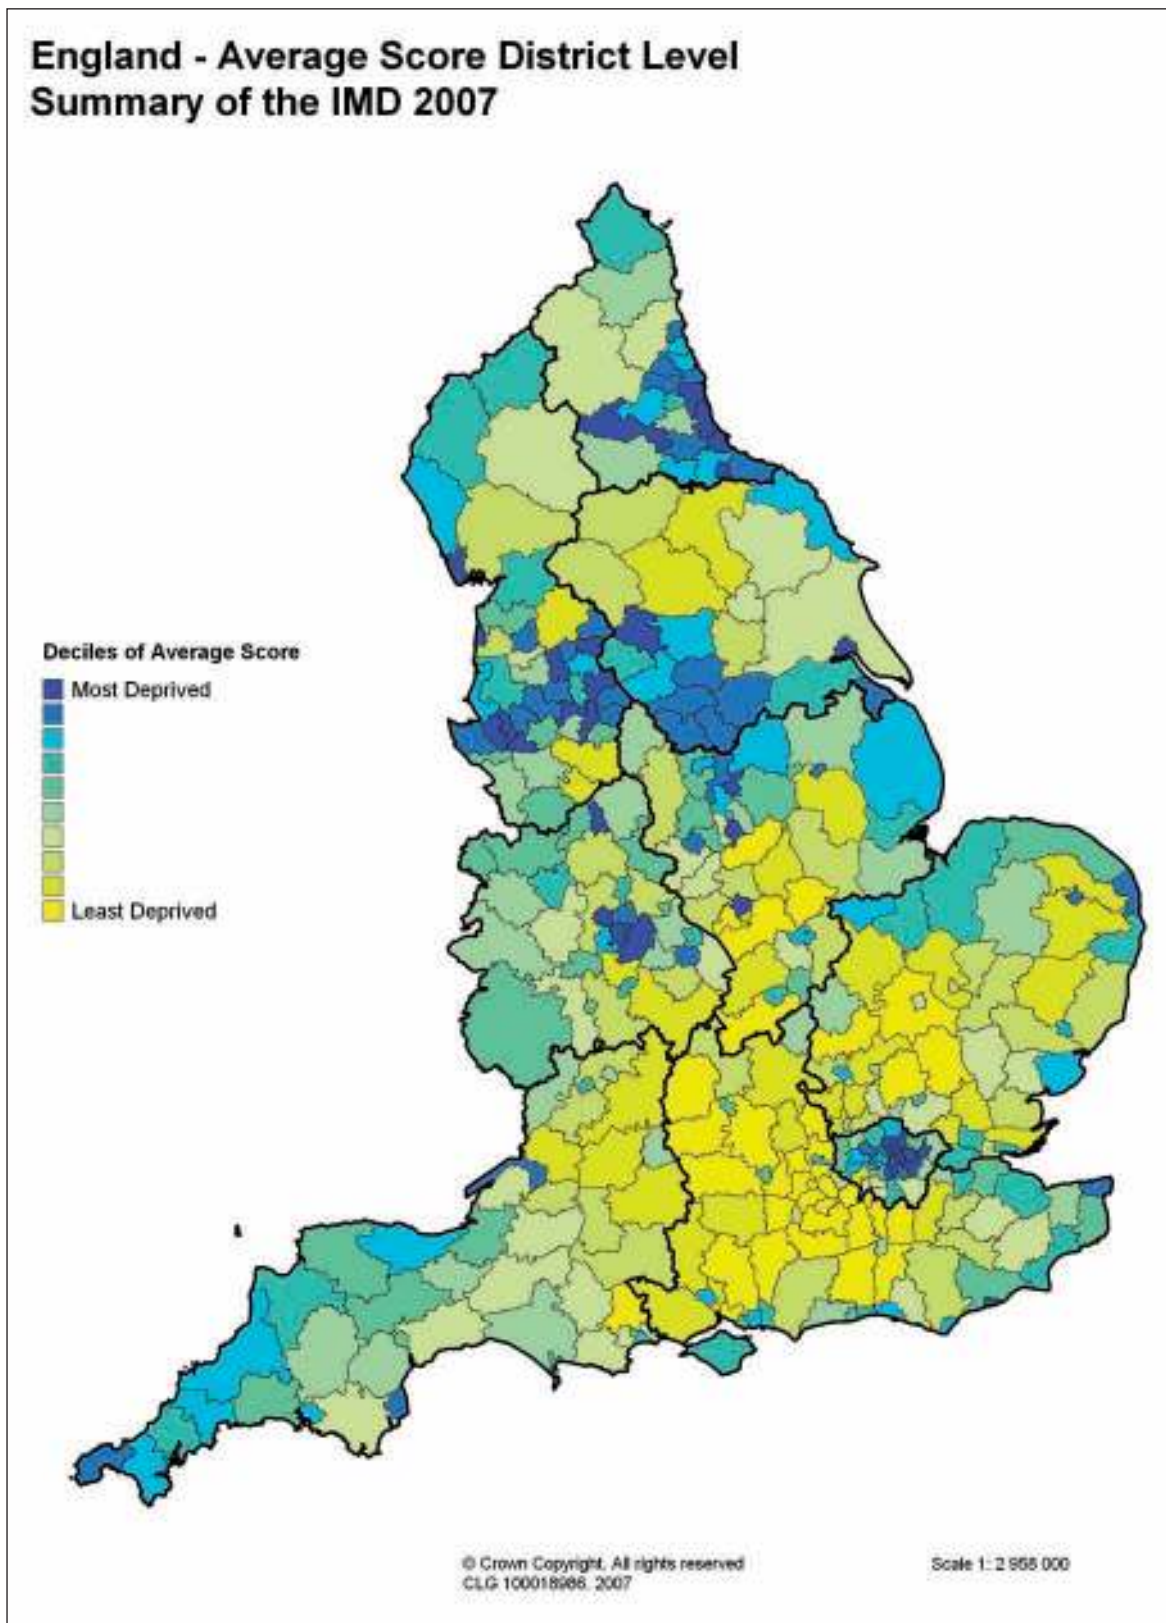 England - Average Score District Level
Summary of the IMD 2007
Deciles of Average Score
Most Deprived
Least Deprived
© Crown Copyright. All rights reserved
CLG 100018986. 2007
Scale 1: 2 958 000